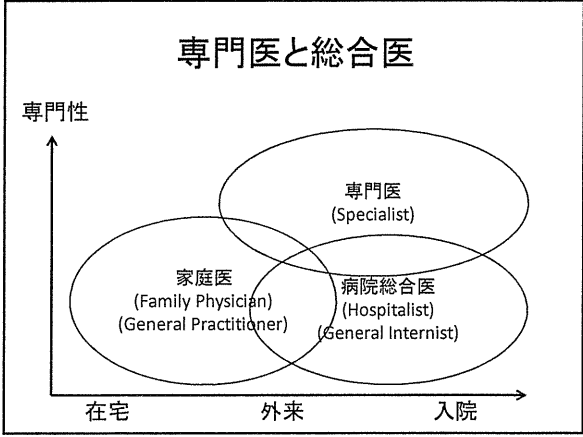 専門医と総合医
専門性
専門医
(Specialist)
家庭医
(Family Physician)
(General Practitioner)
病院総合医
(Hospitalist)
(General Internist)
在宅 外来 入院